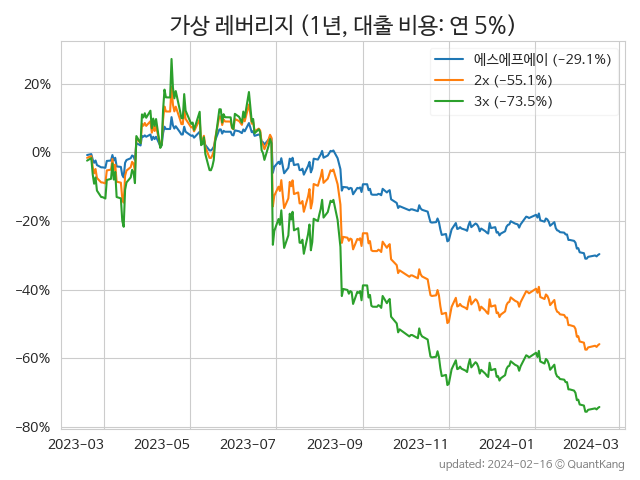 가상 레버리지 (1년, 대출 비용: 연 5%)
에스에프에이 (−29.1%)
2x (−55.1%)
3x (−73.5%)
20%
0%
−20%
−40%
−60%
−80%
2023-03 2023-05 2023-07 2023-09 2023-11 2024-01 2024-03
updated: 2024-02-16 © QuantKang